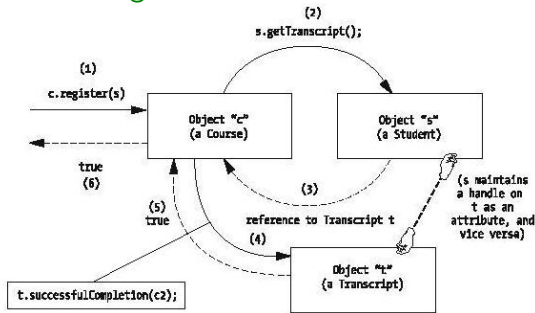 (2)
s.getTranscript();
(1)
c.register(s)
Object "c"
(a Course)
Object "s"
(a Student)
true
(6)
(3)
reference to Transcript t
(5)
true
(4)
(s maintains
a handle on
t as an
attribute, and
vice versa)
Object "t"
(a Transcript)
t.successfulCompletion(c2);